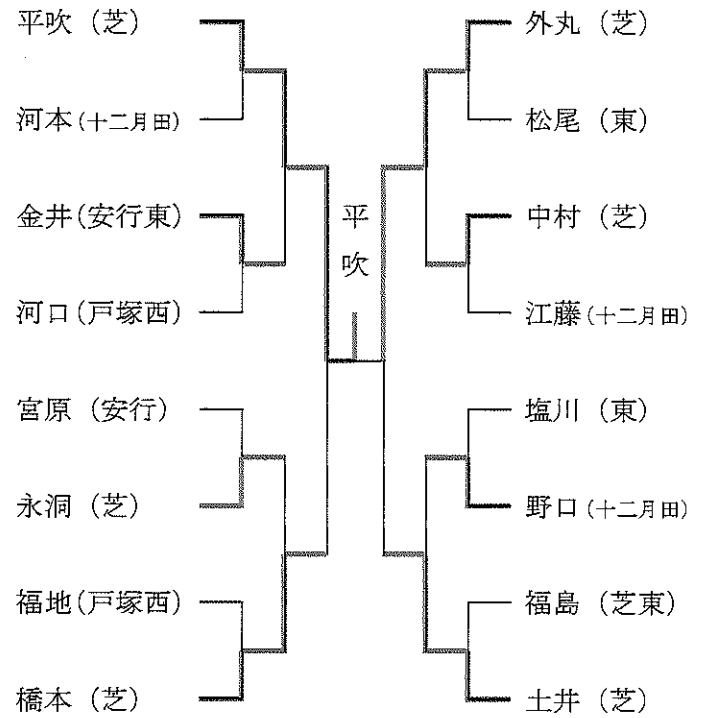 平吹（芝）
河本（十二月田）
金井（安行東）
河口（戸塚西）
宮原（安行）
永洞（芝）
福地（戸塚西）
橋本（芝）
平吹
外丸（芝）
松尾（東）
中村（芝）
江藤（十二月田）
塩川（東）
野口（十二月田）
福島（芝東）
土井（芝）